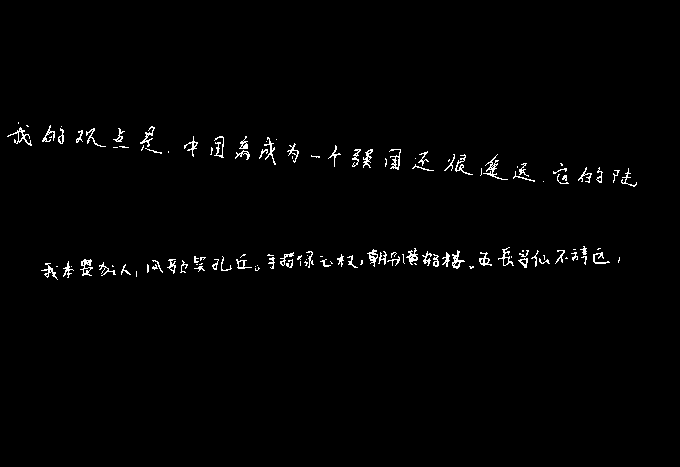 我的观点是,中国离成为一个强国还很遥远.它的陆
我本楚狂人,凤歌笑孔丘。手持绿玉杖,朝别黄鹤楼。五岳寻仙不辞远,